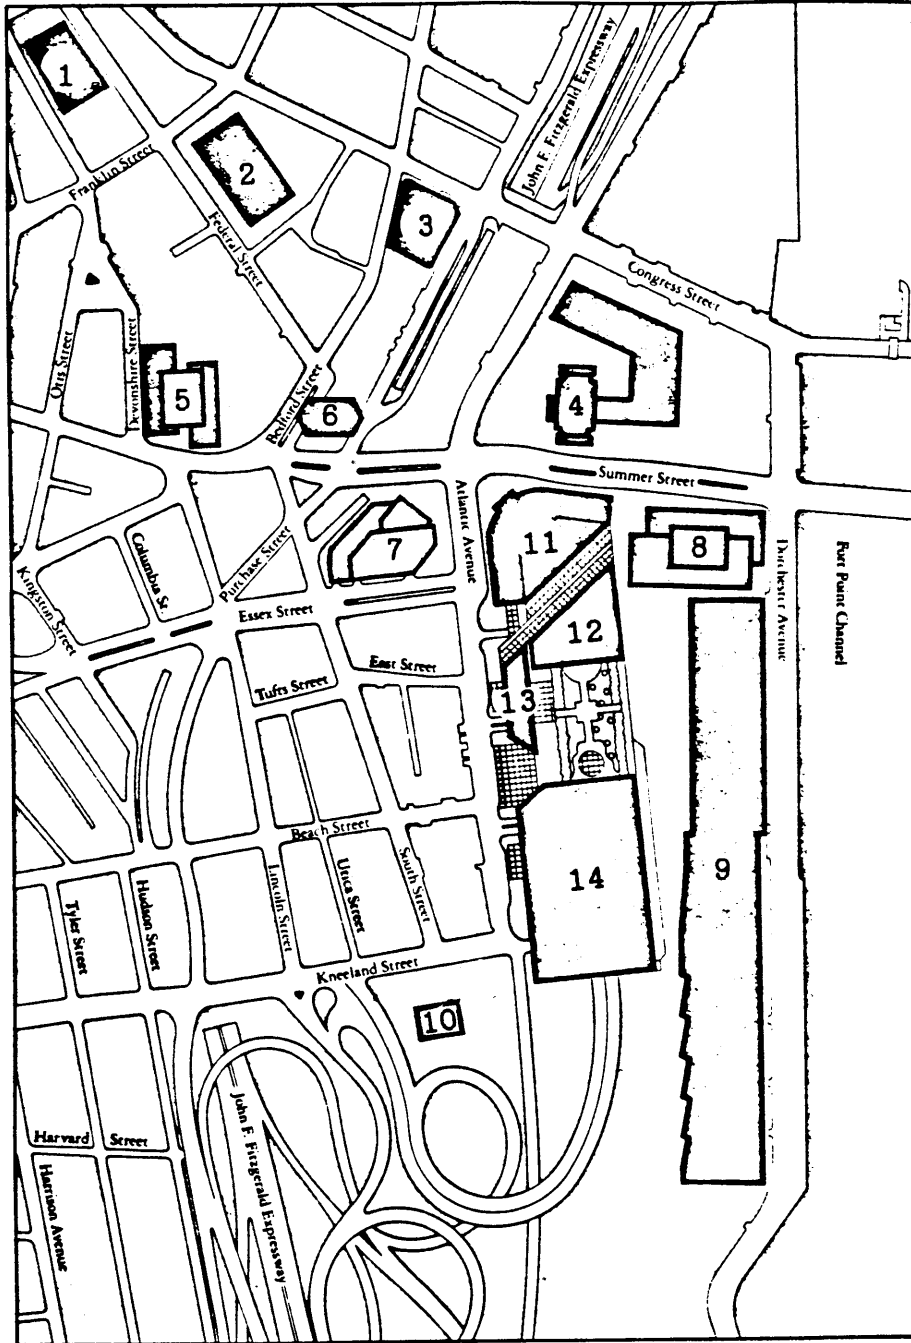 1
John F. Fitzgerald Expressway
2
Franklin Street
3
Federal Street
Congress Street
Otis Street
Devonshire Street
4
5
Bedford Street
6
Summer Street
Atlantic Avenue
11
7
8
Columbia St.
Purchase Street
Dorchester Avenue
Fort Point Channel
Kingston Street
Essex Street
12
East Street
Tufts Street
13
Beach Street
14
9
Lincoln Street
Utica Street
South Street
Tyler Street
Hudson Street
Kneeland Street
10
Harvard Street
John F. Fitzgerald Expressway
Harrison Avenue